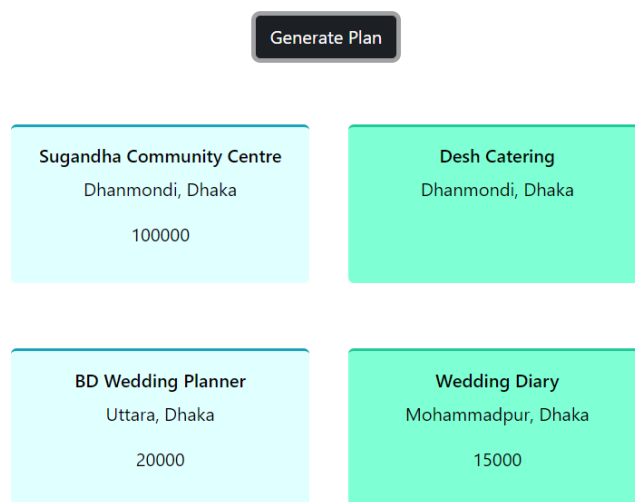 Generate Plan
Sugandha Community Centre
Dhanmondi, Dhaka
100000
Desh Catering
Dhanmondi, Dhaka
BD Wedding Planner
Uttara, Dhaka
20000
Wedding Diary
Mohammadpur, Dhaka
15000